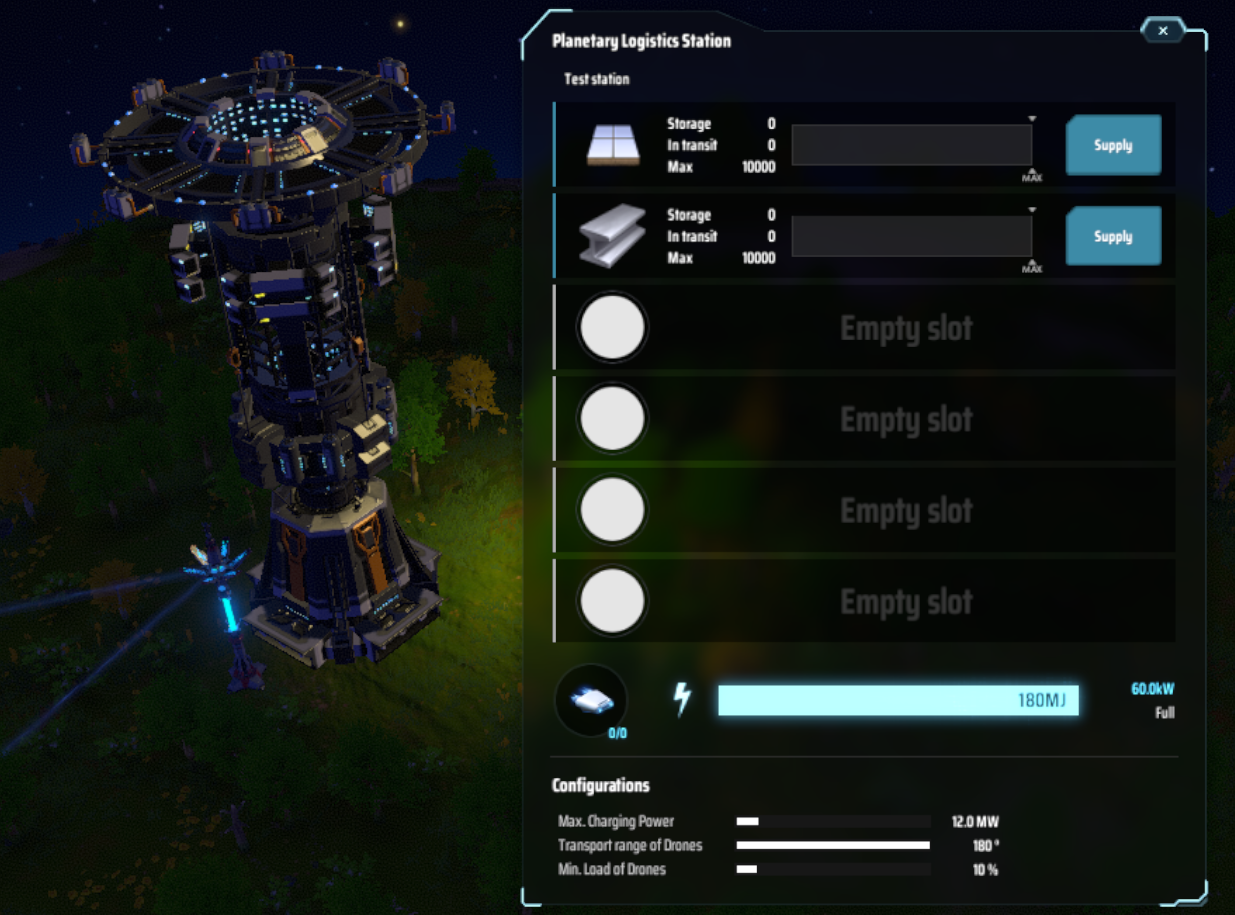 Planetary Logistics Station
Test station
Storage 0
In transit 0
Max 10000
MAX
Supply
Storage 0
In transit 0
Max 10000
MAX
Supply
Empty slot
Empty slot
Empty slot
Empty slot
0/0
180MJ
60.0kW
Full
Configurations
Max. Charging Power 12.0 MW
Transport range of Drones 180 °
Min. Load of Drones 10 %